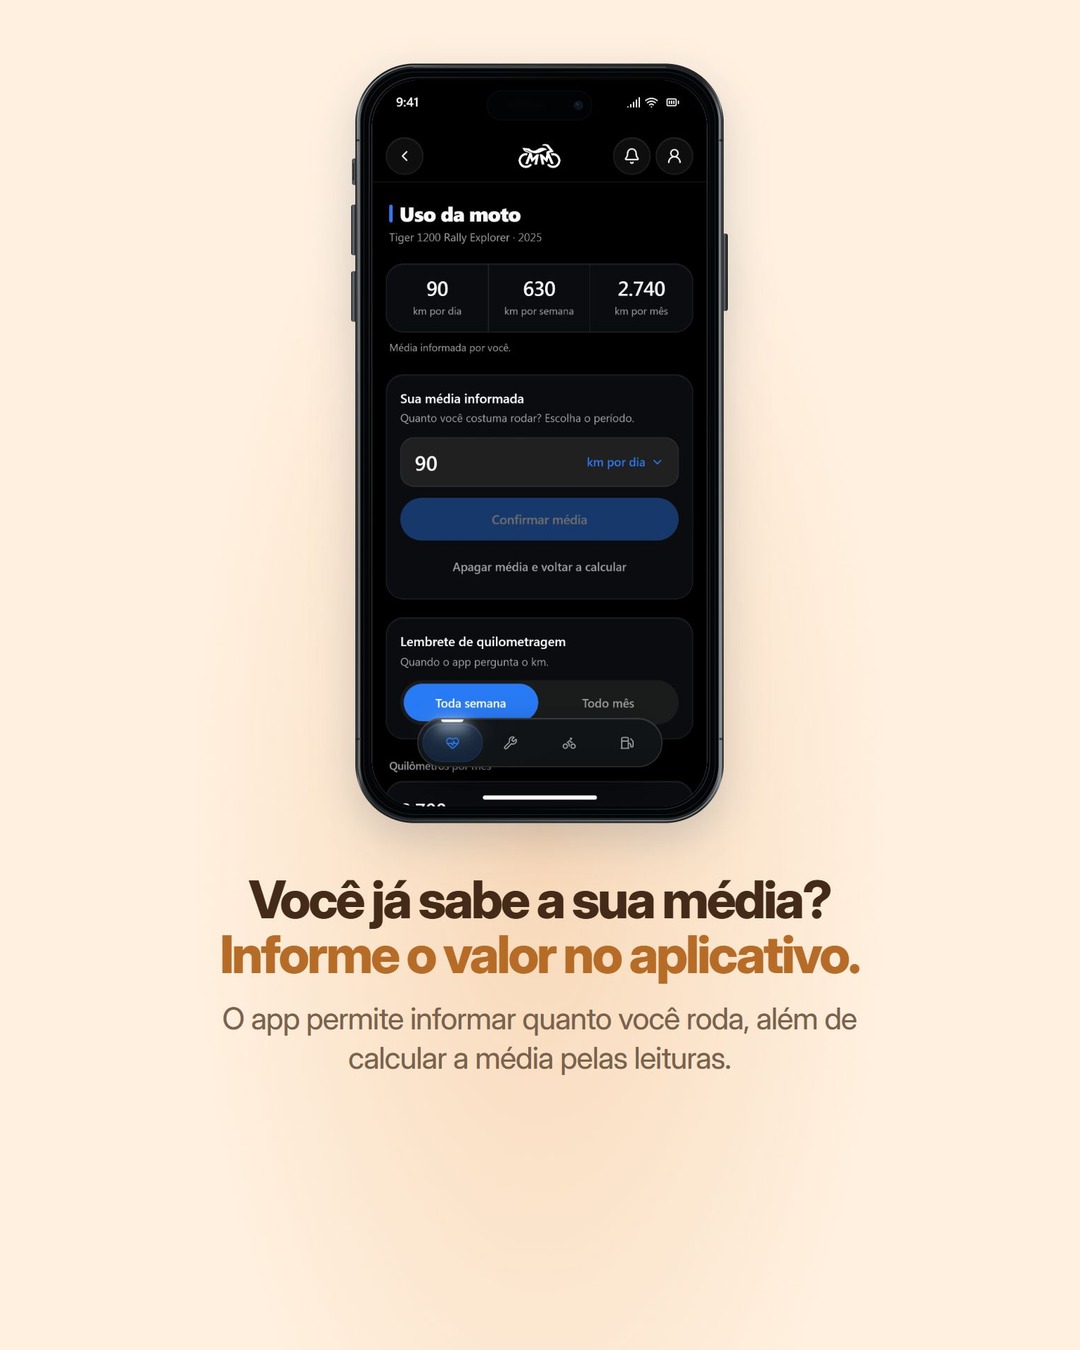 9:41
MM
Uso da moto
Tiger 1200 Rally Explorer · 2025
90
630
2.740
km por dia
km por semana
km por mês
Média informada por você.
Sua média informada
Quanto você costuma rodar? Escolha o período.
90
km por dia
Confirmar média
Apagar média e voltar a calcular
Lembrete de quilometragem
Quando o app pergunta o km.
Toda semana
Todo mês
Quilômetros por mês
Você já sabe a sua média?
Informe o valor no aplicativo.
O app permite informar quanto você roda, além de
calcular a média pelas leituras.